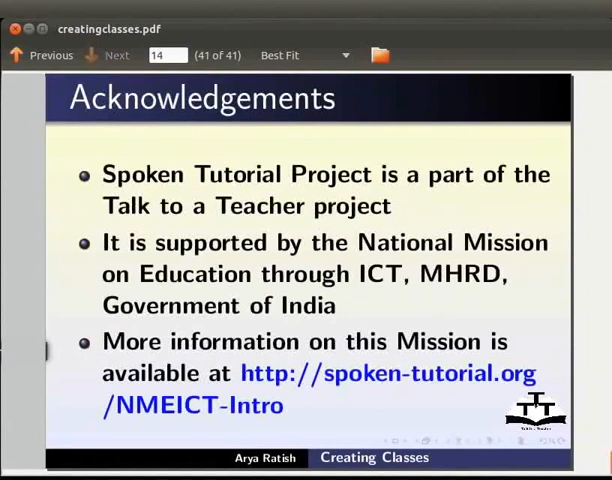 creatingclasses.pdf
Previous Next 14 (41 of 41) Best Fit
Acknowledgements
Spoken Tutorial Project is a part of the
Talk to a Teacher project
It is supported by the National Mission
on Education through ICT, MHRD,
Government of India
More information on this Mission is
available at http://spoken-tutorial.org
/NMEICT-Intro
Arya Ratish Creating Classes